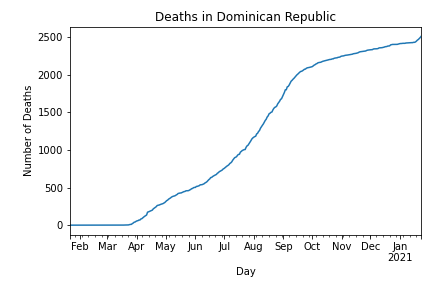 Deaths in Dominican Republic
Number of Deaths
2500
2000
1500
1000
500
0
Feb Mar Apr May Jun Jul Aug Sep Oct Nov Dec Jan
2021
Day